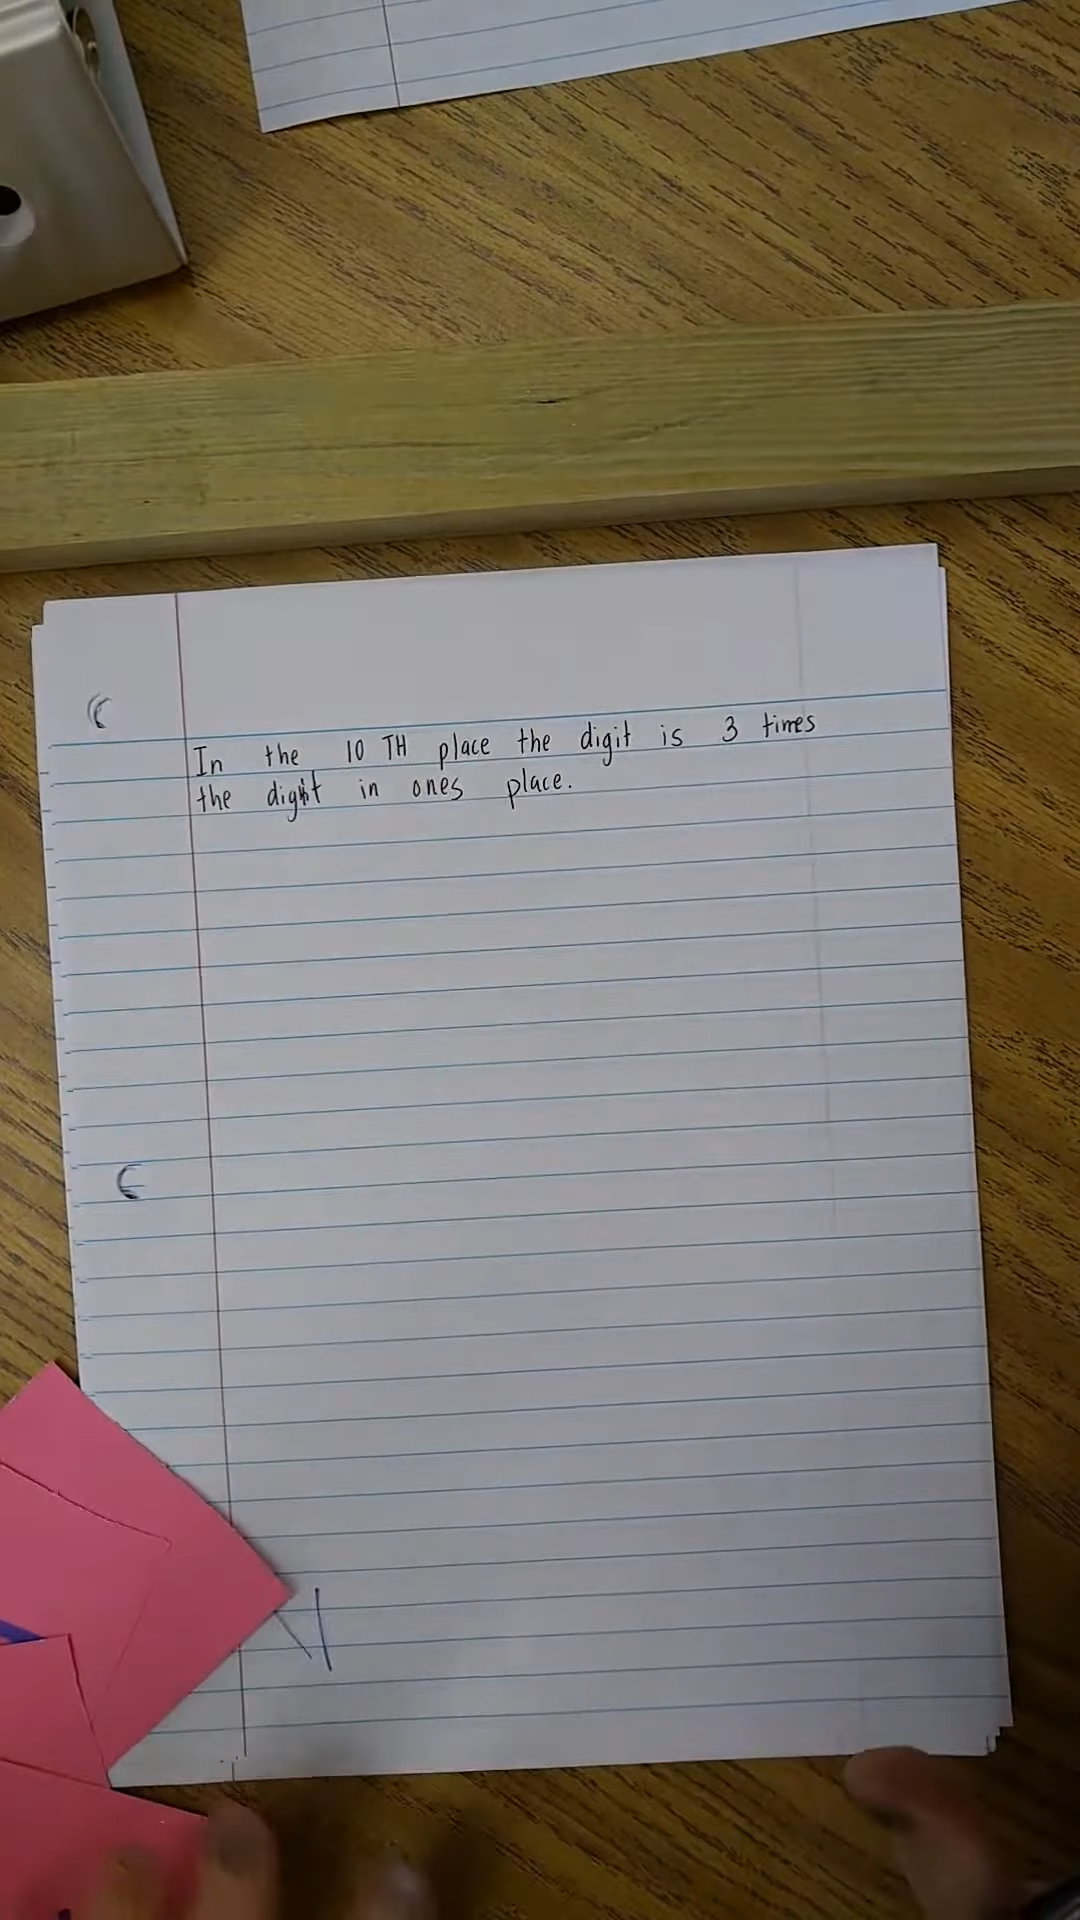 In the 10 TH place the digit is 3 times
the digit in ones place.